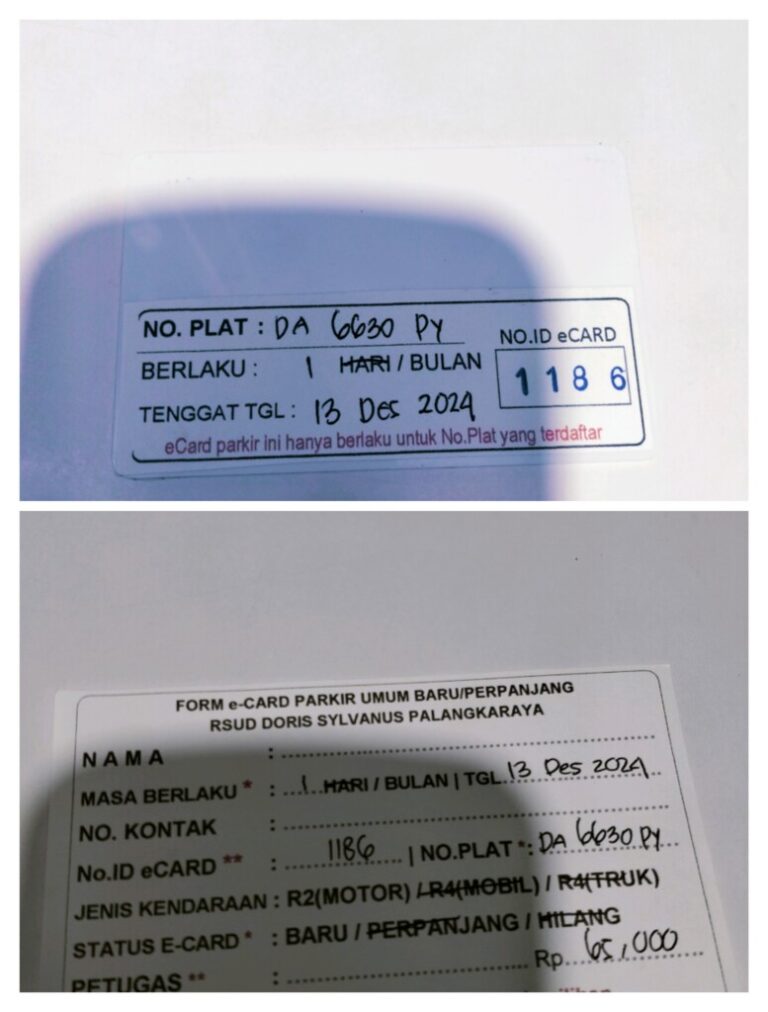 NO. PLAT : DA 6630 PY
NO.ID eCARD
BERLAKU : 1 HARI / BULAN
1186
TENGGAT TGL : 13 Des 2024
eCard parkir ini hanya berlaku untuk No.Plat yang terdaftar
FORM e-CARD PARKIR UMUM BARU/PERPANJANG
RSUD DORIS SYLVANUS PALANGKARAYA
NAMA :
MASA BERLAKU * : 1 HARI / BULAN | TGL 13 Des 2024
NO. KONTAK :
No.ID eCARD ** : 1186 | NO.PLAT * : DA 6630 PY
JENIS KENDARAAN : R2(MOTOR) / R4(MOBIL) / R4(TRUK)
STATUS E-CARD * : BARU / PERPANJANG / HILANG
PETUGAS ** : Rp. 65,000